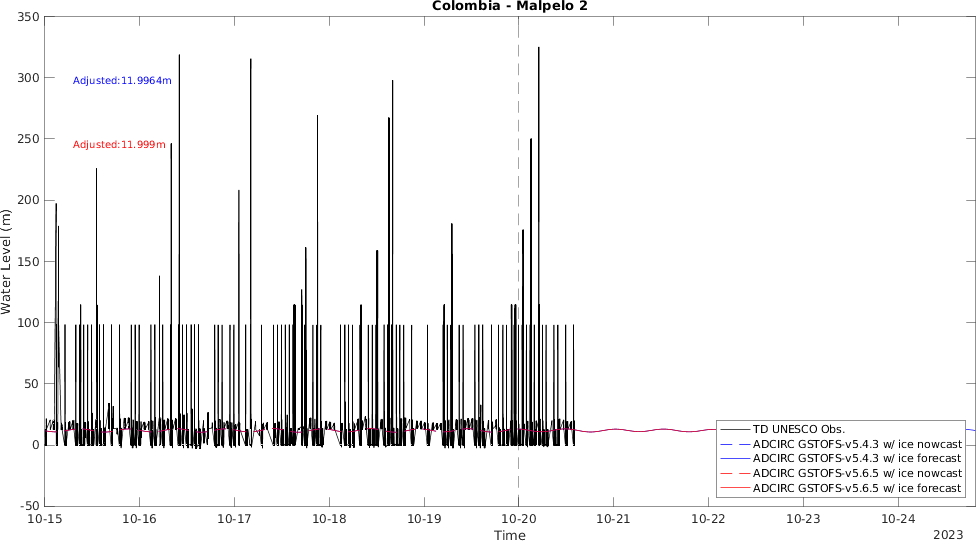 Colombia - Malpelo 2
350
300
250
200
150
100
50
0
-50
Water Level (m)
Adjusted:11.9964m
Adjusted:11.999m
TD UNESCO Obs.
ADCIRC GSTOFS-v5.4.3 w/ ice nowcast
ADCIRC GSTOFS-v5.4.3 w/ ice forecast
ADCIRC GSTOFS-v5.6.5 w/ ice nowcast
ADCIRC GSTOFS-v5.6.5 w/ ice forecast
10-15 10-16 10-17 10-18 10-19 10-20 10-21 10-22 10-23 10-24
Time
2023